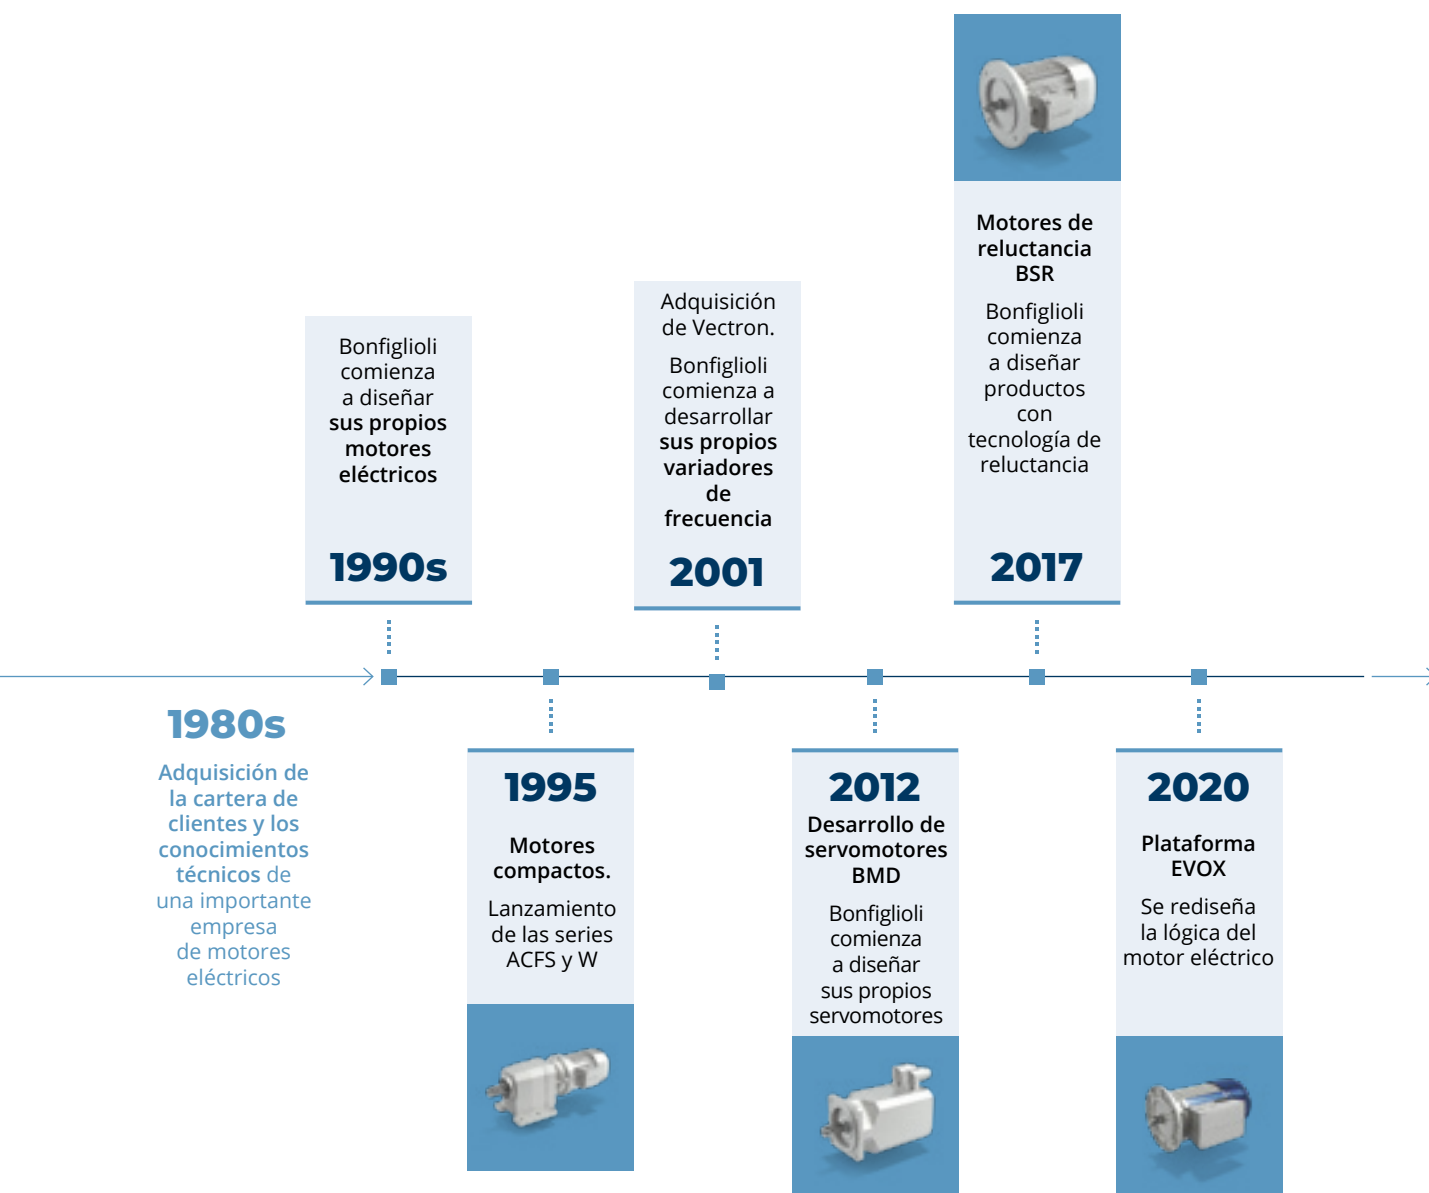 1980s
Adquisición de
la cartera de
clientes y los
conocimientos
técnicos de
una importante
empresa
de motores
eléctricos
Bonfiglioli
comienza
a diseñar
sus propios
motores
eléctricos
1990s
1995
Motores
compactos.
Lanzamiento
de las series
ACFS y W
Adquisición
de Vectron.
Bonfiglioli
comienza a
desarrollar
sus propios
variadores
de
frecuencia
2001
2012
Desarrollo de
servomotores
BMD
Bonfiglioli
comienza
a diseñar
sus propios
servomotores
Motores de
reluctancia
BSR
Bonfiglioli
comienza
a diseñar
productos
con
tecnología de
reluctancia
2017
2020
Plataforma
EVOX
Se rediseña
la lógica del
motor eléctrico